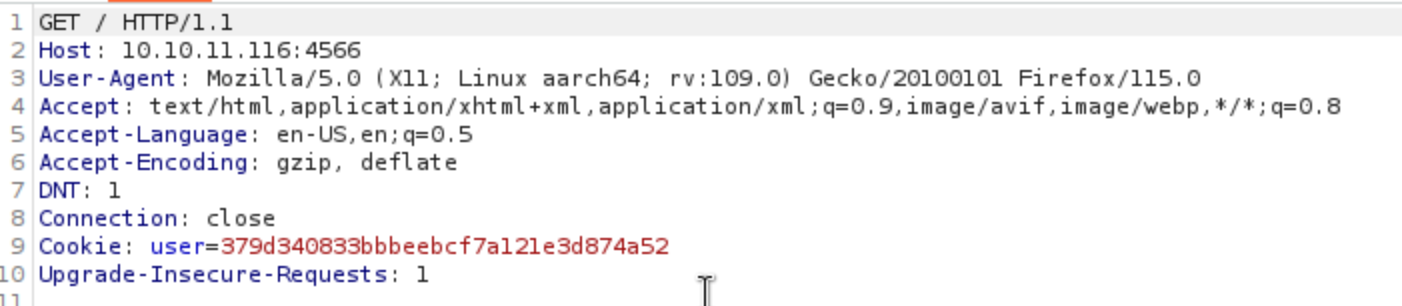 1 GET / HTTP/1.1
2 Host: 10.10.11.116:4566
3 User-Agent: Mozilla/5.0 (X11; Linux aarch64; rv:109.0) Gecko/20100101 Firefox/115.0
4 Accept: text/html,application/xhtml+xml,application/xml;q=0.9,image/avif,image/webp,*/*;q=0.8
5 Accept-Language: en-US,en;q=0.5
6 Accept-Encoding: gzip, deflate
7 DNT: 1
8 Connection: close
9 Cookie: user=379d340833bbbeebcf7a121e3d874a52
10 Upgrade-Insecure-Requests: 1
11